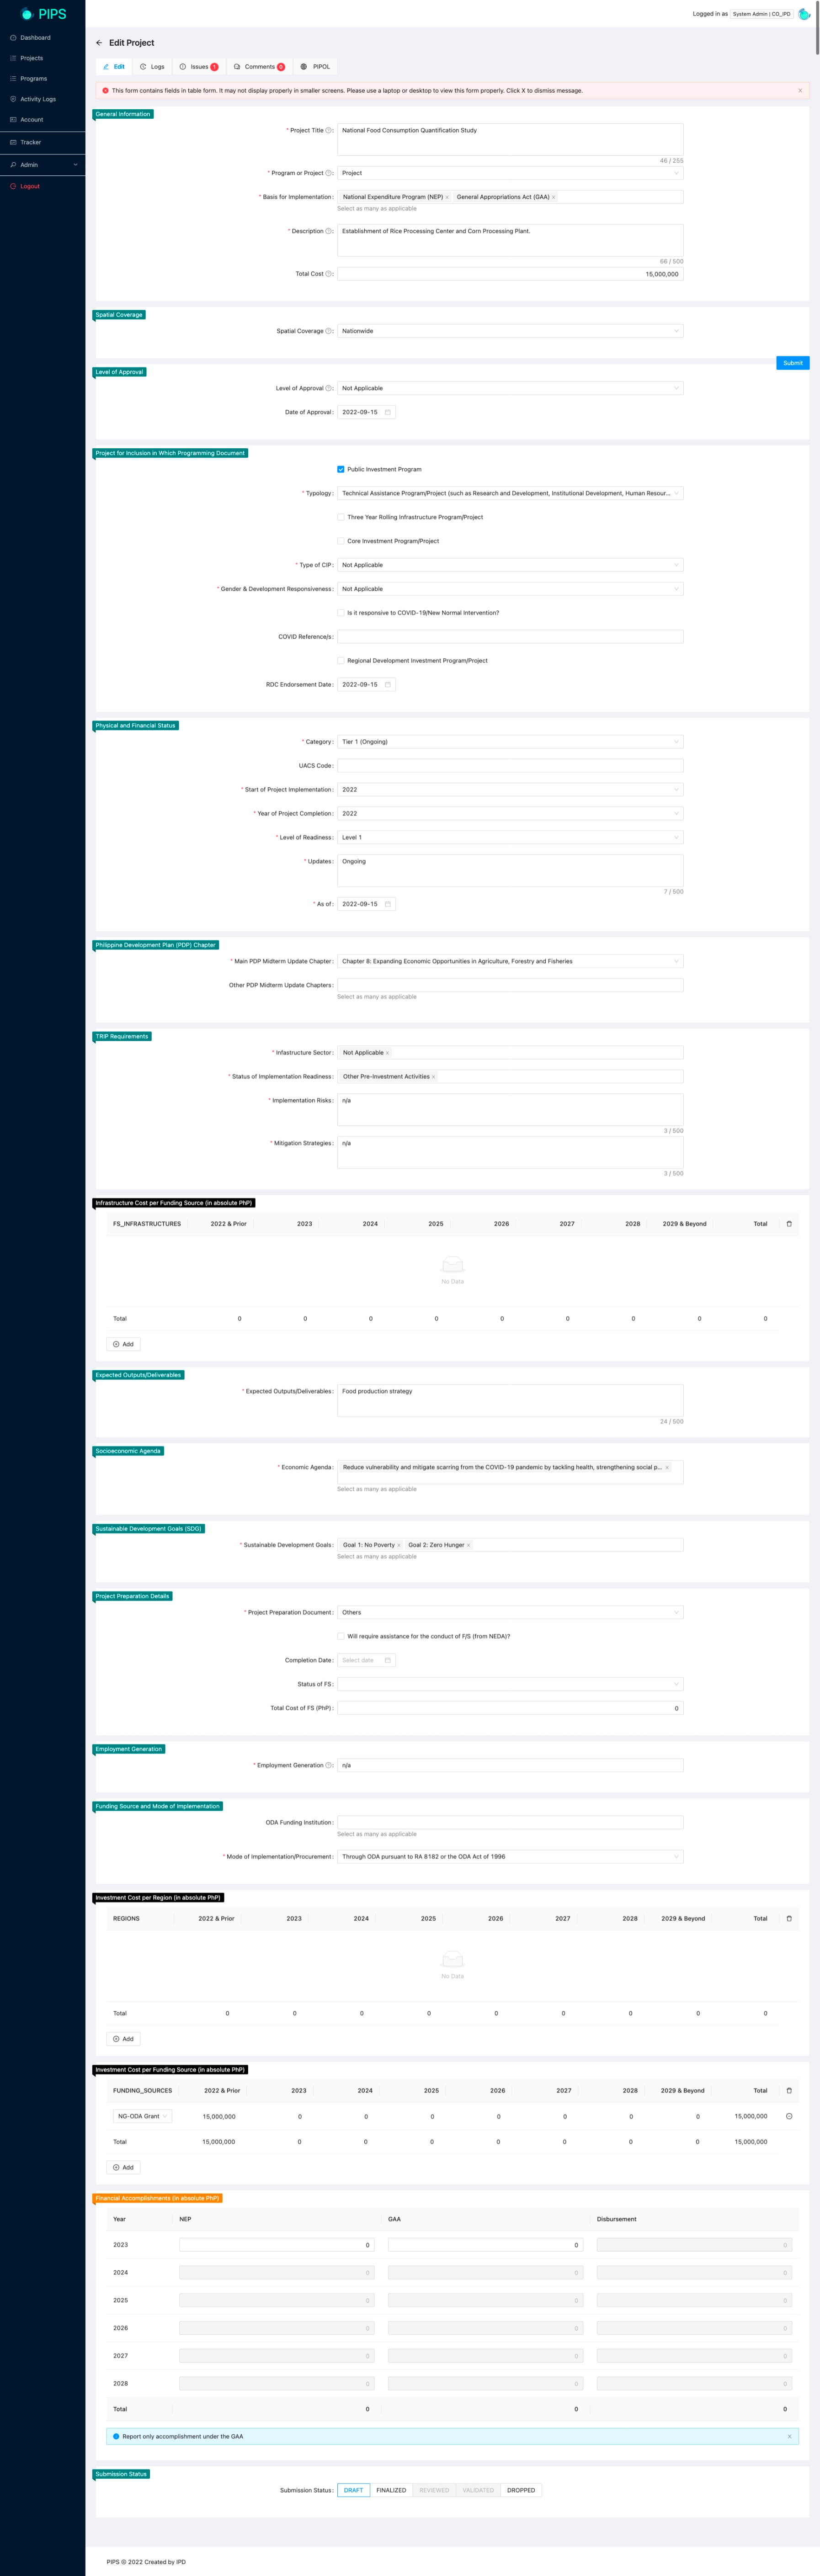 PIPS
Logged in as System Admin | CO_IPD
Dashboard
Projects
Programs
Activity Logs
Account
Tracker
Admin
Logout
Edit Project
Edit Logs Issues 1 Comments 0 PIPOL
This form contains fields in table form. It may not display properly in smaller screens. Please use a laptop or desktop to view this form properly. Click X to dismiss message.
General Information
* Project Title : National Food Consumption Quantification Study
46 / 255
* Program or Project : Project
* Basis for Implementation : National Expenditure Program (NEP) × General Appropriations Act (GAA) ×
Select as many as applicable
* Description : Establishment of Rice Processing Center and Corn Processing Plant.
66 / 500
Total Cost : 15,000,000
Spatial Coverage
Spatial Coverage : Nationwide
Submit
Level of Approval
Level of Approval : Not Applicable
Date of Approval : 2022-09-15
Project for Inclusion in Which Programming Document
Public Investment Program
* Typology : Technical Assistance Program/Project (such as Research and Development, Institutional Development, Human Resour...
Three Year Rolling Infrastructure Program/Project
Core Investment Program/Project
* Type of CIP : Not Applicable
* Gender & Development Responsiveness : Not Applicable
Is it responsive to COVID-19/New Normal Intervention?
COVID Reference/s :
Regional Development Investment Program/Project
RDC Endorsement Date : 2022-09-15
Physical and Financial Status
* Category : Tier 1 (Ongoing)
UACS Code :
* Start of Project Implementation : 2022
* Year of Project Completion : 2022
* Level of Readiness : Level 1
* Updates : Ongoing
7 / 500
* As of : 2022-09-15
Philippine Development Plan (PDP) Chapter
* Main PDP Midterm Update Chapter : Chapter 8: Expanding Economic Opportunities in Agriculture, Forestry and Fisheries
Other PDP Midterm Update Chapters :
Select as many as applicable
TRIP Requirements
* Infastructure Sector : Not Applicable ×
* Status of Implementation Readiness : Other Pre-Investment Activities ×
* Implementation Risks : n/a
3 / 500
* Mitigation Strategies : n/a
3 / 500
Infrastructure Cost per Funding Source (in absolute PhP)
FS_INFRASTRUCTURES 2022 & Prior 2023 2024 2025 2026 2027 2028 2029 & Beyond Total
No Data
Total 0 0 0 0 0 0 0 0 0
Add
Expected Outputs/Deliverables
* Expected Outputs/Deliverables : Food production strategy
24 / 500
Socioeconomic Agenda
* Economic Agenda : Reduce vulnerability and mitigate scarring from the COVID-19 pandemic by tackling health, strengthening social p... ×
Select as many as applicable
Sustainable Development Goals (SDG)
* Sustainable Development Goals : Goal 1: No Poverty × Goal 2: Zero Hunger ×
Select as many as applicable
Project Preparation Details
* Project Preparation Document : Others
Will require assistance for the conduct of F/S (from NEDA)?
Completion Date : Select date
Status of FS :
Total Cost of FS (PhP) : 0
Employment Generation
* Employment Generation : n/a
Funding Source and Mode of Implementation
ODA Funding Institution :
Select as many as applicable
* Mode of Implementation/Procurement : Through ODA pursuant to RA 8182 or the ODA Act of 1996
Investment Cost per Region (in absolute PhP)
REGIONS 2022 & Prior 2023 2024 2025 2026 2027 2028 2029 & Beyond Total
No Data
Total 0 0 0 0 0 0 0 0 0
Add
Investment Cost per Funding Source (in absolute PhP)
FUNDING_SOURCES 2022 & Prior 2023 2024 2025 2026 2027 2028 2029 & Beyond Total
NG-ODA Grant 15,000,000 0 0 0 0 0 0 0 15,000,000
Total 15,000,000 0 0 0 0 0 0 0 15,000,000
Add
Financial Accomplishments (in absolute PhP)
Year NEP GAA Disbursement
2023 0 0 0
2024 0 0 0
2025 0 0 0
2026 0 0 0
2027 0 0 0
2028 0 0 0
Total 0 0 0
Report only accomplishment under the GAA
Submission Status
Submission Status : DRAFT FINALIZED REVIEWED VALIDATED DROPPED
PIPS © 2022 Created by IPD